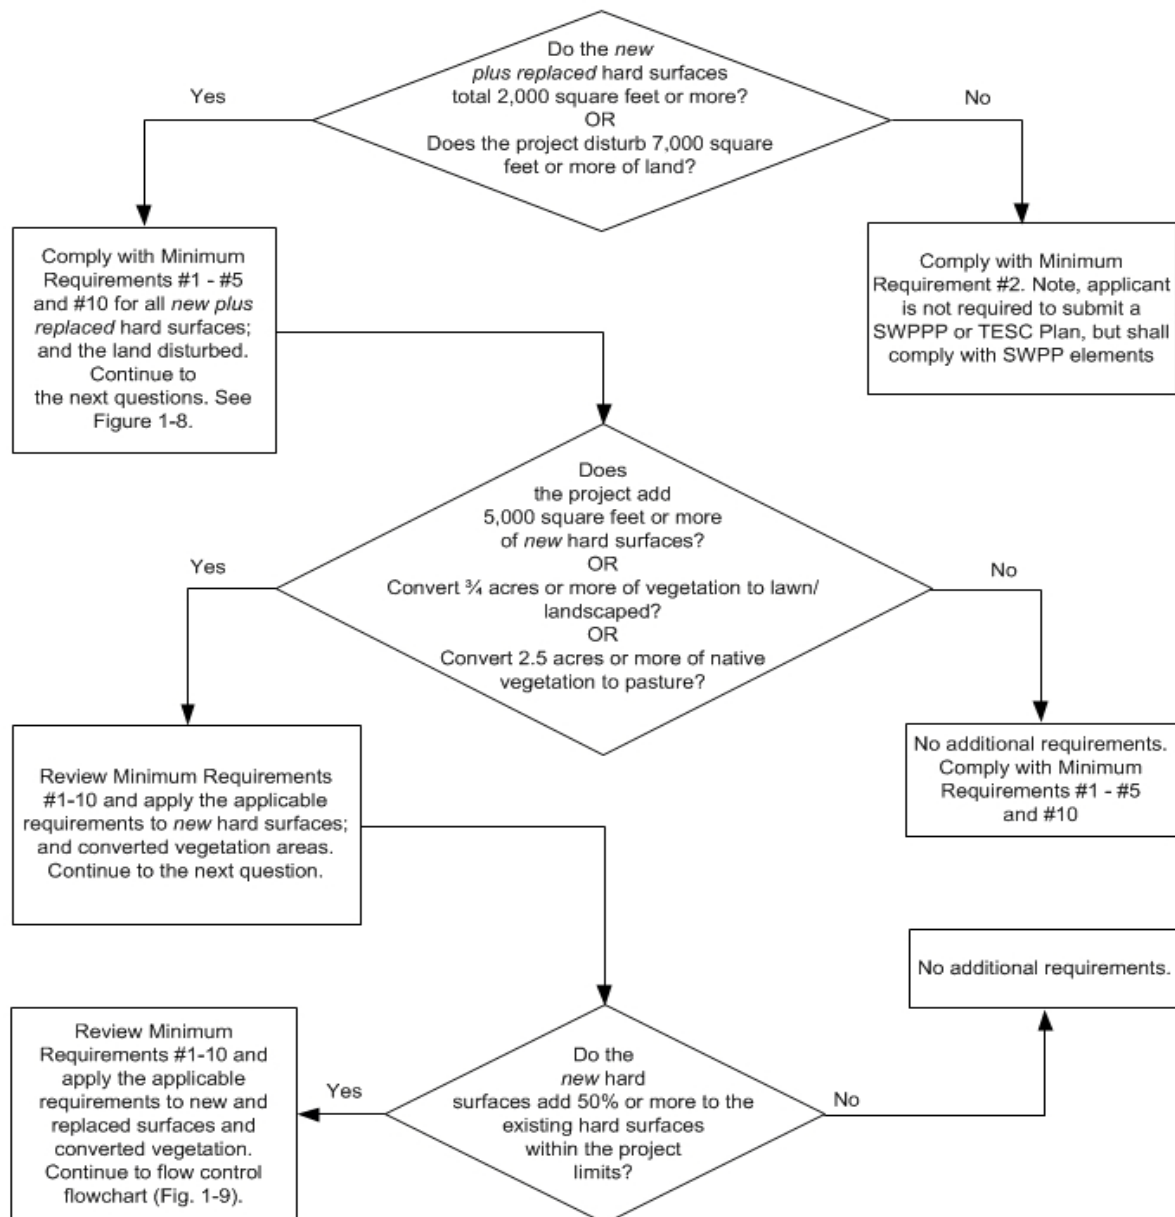 Do the new
plus replaced hard surfaces
total 2,000 square feet or more?
OR
Does the project disturb 7,000 square
feet or more of land?
Yes
No
Comply with Minimum
Requirements #1 - #5
and #10 for all new plus
replaced hard surfaces;
and the land disturbed.
Continue to
the next questions. See
Figure 1-8.
Comply with Minimum
Requirement #2. Note, applicant
is not required to submit a
SWPPP or TESC Plan, but shall
comply with SWPP elements
Does
the project add
5,000 square feet or more
of new hard surfaces?
OR
Convert ¾ acres or more of vegetation to lawn/
landscaped?
OR
Convert 2.5 acres or more of native
vegetation to pasture?
Yes
No
Review Minimum Requirements
#1-10 and apply the applicable
requirements to new hard surfaces;
and converted vegetation areas.
Continue to the next question.
No additional requirements.
Comply with Minimum
Requirements #1 - #5
and #10
Do the
new hard
surfaces add 50% or more to the
existing hard surfaces
within the project
limits?
Yes
No
Review Minimum
Requirements #1-10 and
apply the applicable
requirements to new and
replaced surfaces and
converted vegetation.
Continue to flow control
flowchart (Fig. 1-9).
No additional requirements.